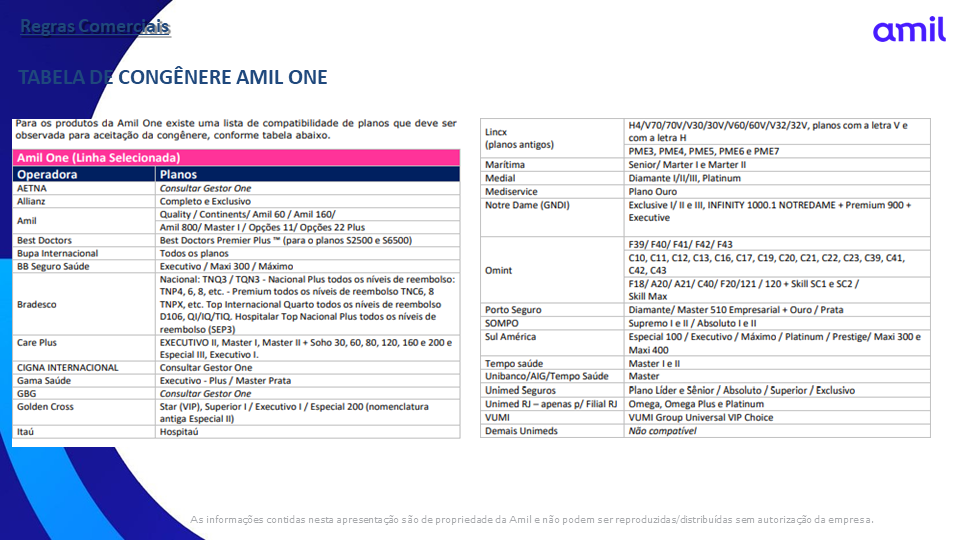 Regras Comerciais
amil
TABELA DE CONGÊNERE AMIL ONE
Para os produtos da Amil One existe uma lista de compatibilidade de planos que deve ser
observada para aceitação da congênere, conforme tabela abaixo.
Amil One (Linha Selecionada)
Operadora Planos
AETNA Consultar Gestor One
Allianz Completo e Exclusivo
Amil Quality / Continents/ Amil 60 / Amil 160/
Amil 800/ Master I / Opções 11/ Opções 22 Plus
Best Doctors Best Doctors Premier Plus ™ (para o planos S2500 e S6500)
Bupa Internacional Todos os planos
BB Seguro Saúde Executivo / Maxi 300 / Máximo
Bradesco Nacional: TNQ3 / TQN3 - Nacional Plus todos os níveis de reembolso:
TNP4, 6, 8, etc. - Premium todos os níveis de reembolso TNC6, 8
TNPX, etc. Top Internacional Quarto todos os níveis de reembolso
D106, QI/IQ/TIQ. Hospitalar Top Nacional Plus todos os níveis de
reembolso (SEP3)
Care Plus EXECUTIVO II, Master I, Master II + Soho 30, 60, 80, 120, 160 e 200 e
Especial III, Executivo I.
CIGNA INTERNACIONAL Consultar Gestor One
Gama Saúde Executivo - Plus / Master Prata
GBG Consultar Gestor One
Golden Cross Star (VIP), Superior I / Executivo I / Especial 200 (nomenclatura
antiga Especial II)
Itaú Hospitaú
Lincx
(planos antigos)
H4/V70/70V/V30/30V/V60/60V/V32/32V, planos com a letra V e
com a letra H
PME3, PME4, PME5, PME6 e PME7
Marítima Senior/ Marter I e Marter II
Medial Diamante I/II/III, Platinum
Mediservice Plano Ouro
Notre Dame (GNDI) Exclusive I/ II e III, INFINITY 1000.1 NOTREDAME + Premium 900 +
Executive
Omint F39/ F40/ F41/ F42/ F43
C10, C11, C12, C13, C16, C17, C19, C20, C21, C22, C23, C39, C41,
C42, C43
F18/ A20/ A21/ C40/ F20/121 / 120 + Skill SC1 e SC2 /
Skill Max
Porto Seguro Diamante/ Master 510 Empresarial + Ouro / Prata
SOMPO Supremo I e II / Absoluto I e II
Sul América Especial 100 / Executivo / Máximo / Platinum / Prestige/ Maxi 300 e
Maxi 400
Tempo saúde Master I e II
Unibanco/AIG/Tempo Saúde Master
Unimed Seguros Plano Líder e Sênior / Absoluto / Superior / Exclusivo
Unimed RJ – apenas p/ Filial RJ Omega, Omega Plus e Platinum
VUMI VUMI Group Universal VIP Choice
Demais Unimeds Não compatível
As informações contidas nesta apresentação são de propriedade da Amil e não podem ser reproduzidas/distribuídas sem autorização da empresa.